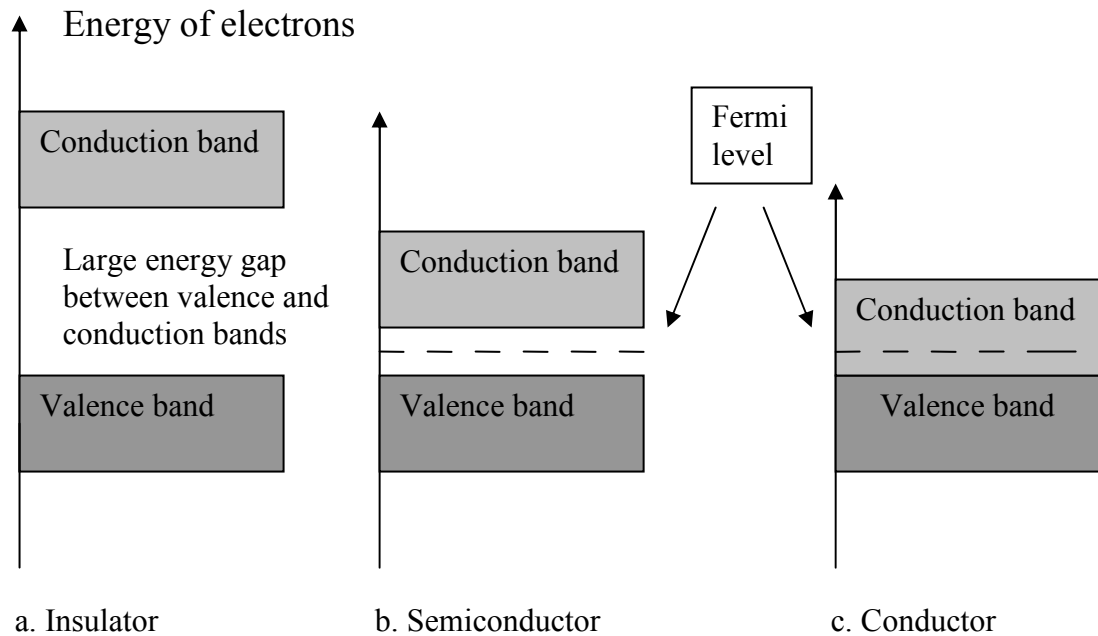 Energy of electrons
Conduction band
Large energy gap
between valence and
conduction bands
Valence band
a. Insulator
Conduction band
Valence band
b. Semiconductor
Fermi
level
Conduction band
Valence band
c. Conductor